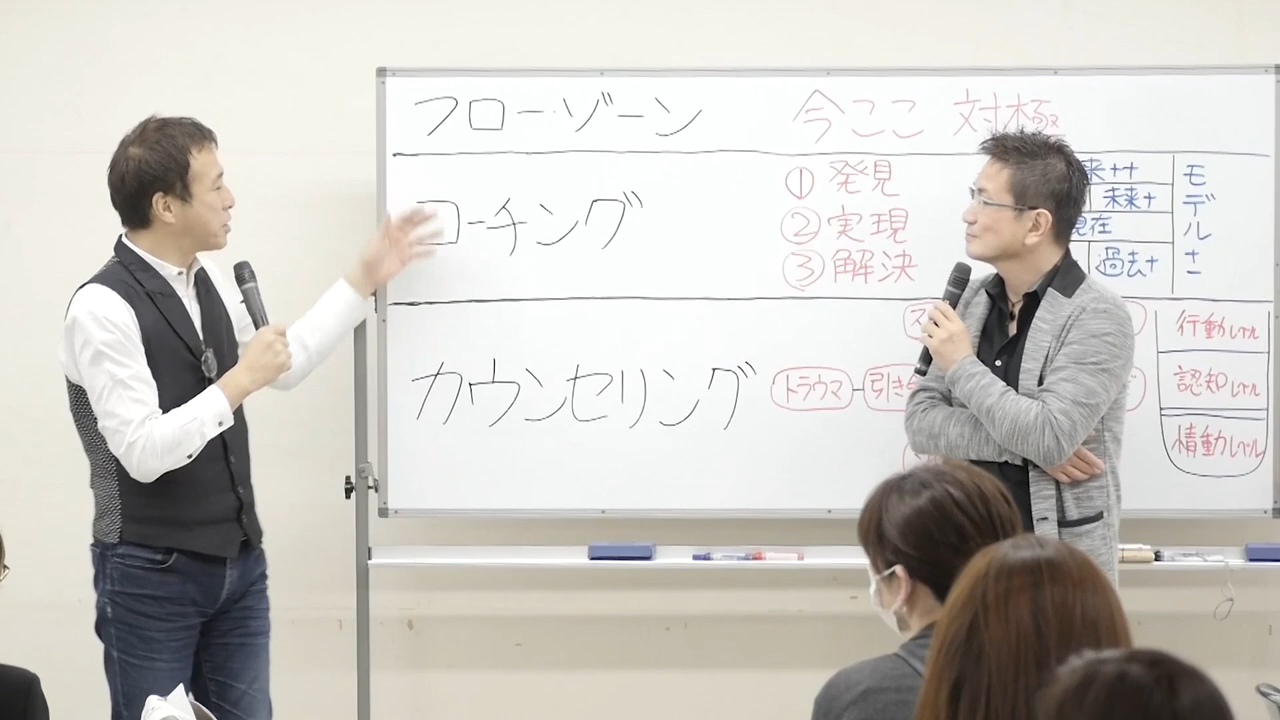 フロー・ゾーン 今ここ 対極
コーチング
①発見
②実現
③解決
来++
未来+
現在
過去+
モデルさ
カウンセリング
トラウマ
引き
行動レベル
認知レベル
情動レベル